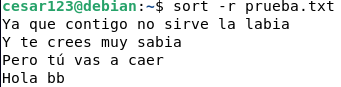 cesar123@debian:~$ sort -r prueba.txt
Ya que contigo no sirve la labia
Y te crees muy sabia
Pero tú vas a caer
Hola bb